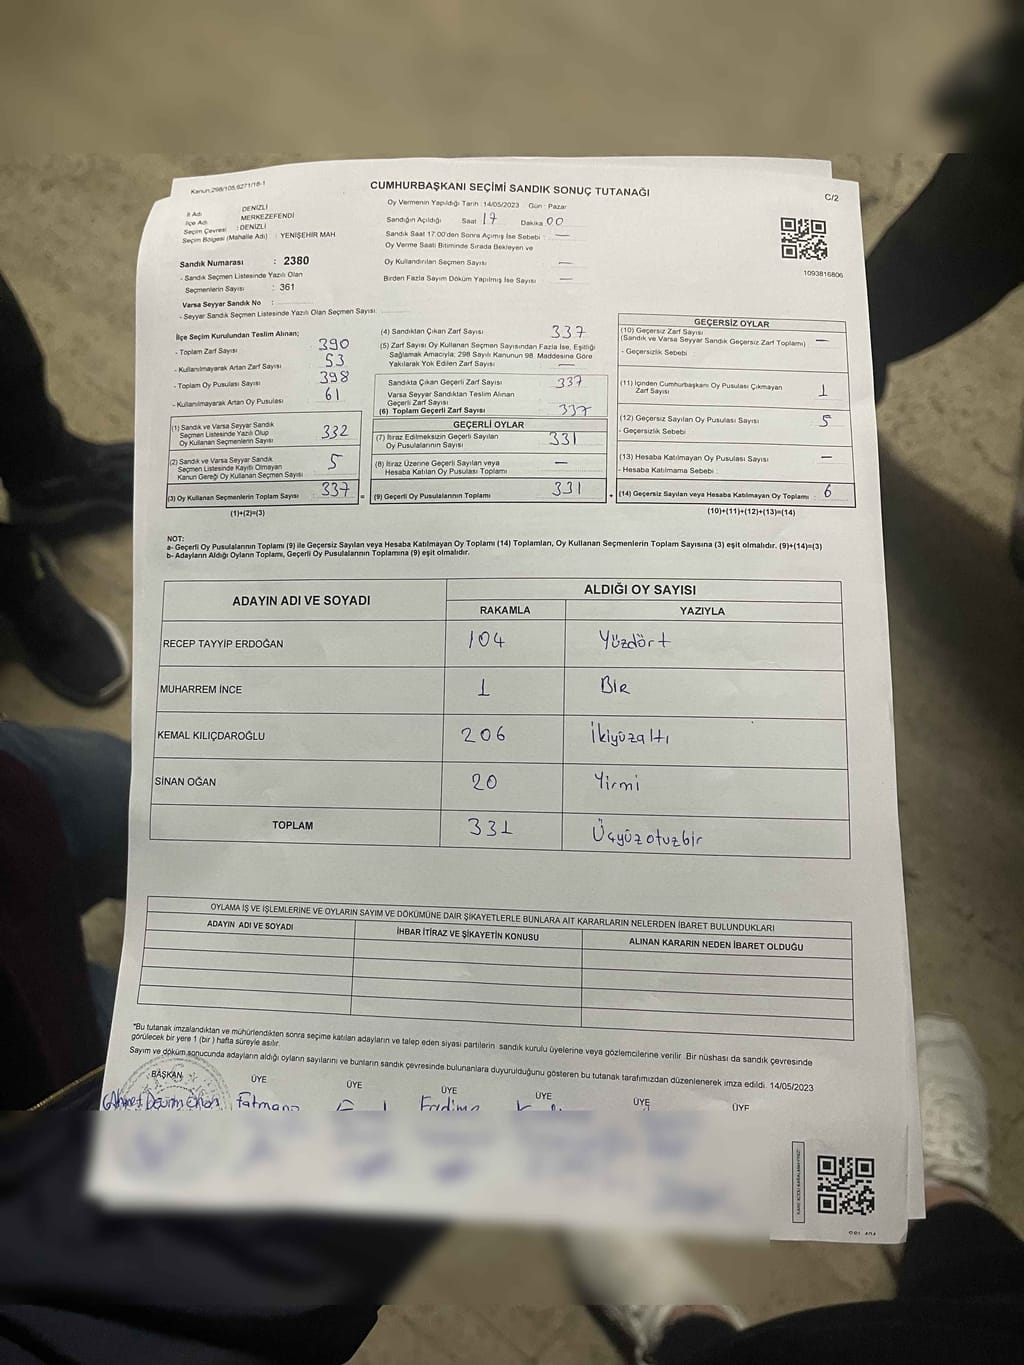 Kanun:298/105,6271/18-1
CUMHURBAŞKANI SEÇİMİ SANDIK SONUÇ TUTANAĞI
C/2
İl Adı DENİZLİ
İlçe Adı MERKEZEFENDİ
Seçim Çevresi : DENİZLİ
Seçim Bölgesi (Mahalle Adı) : YENİŞEHİR MAH
Sandık Numarası : 2380
- Sandık Seçmen Listesinde Yazılı Olan
Seçmenlerin Sayısı : 361
Varsa Seyyar Sandık No :
- Seyyar Sandık Seçmen Listesinde Yazılı Olan Seçmen Sayısı:
Oy Vermenin Yapıldığı Tarih :14/05/2023 Gün : Pazar
Sandığın Açıldığı Saat 17 Dakika 00
Sandık Saat 17.00'den Sonra Açımış İse Sebebi : —
Oy Verme Saati Bitiminde Sırada Bekleyen ve
Oy Kullandırılan Seçmen Sayısı —
Birden Fazla Sayım Döküm Yapılmış İse Sayısı —
1093816806
İlçe Seçim Kurulundan Teslim Alınan;
- Toplam Zarf Sayısı 390
- Kullanılmayarak Artan Zarf Sayısı 53
- Toplam Oy Pusulası Sayısı 398
- Kullanılmayarak Artan Oy Pusulası 61
(1) Sandık ve Varsa Seyyar Sandık
Seçmen Listesinde Yazılı Olup
Oy Kullanan Seçmenlerin Sayısı 332
(2) Sandık ve Varsa Seyyar Sandık
Seçmen Listesinde Kayıtlı Olmayan
Kanun Gereği Oy Kullanan Seçmen Sayısı 5
(3) Oy Kullanan Seçmenlerin Toplam Sayısı 337 =
(1)+(2)=(3)
(4) Sandıktan Çıkan Zarf Sayısı 337
(5) Zarf Sayısı Oy Kullanan Seçmen Sayısından Fazla İse, Eşitliği
Sağlamak Amacıyla; 298 Sayılı Kanunun 98. Maddesine Göre
Yakılarak Yok Edilen Zarf Sayısı —
Sandıkta Çıkan Geçerli Zarf Sayısı 337
Varsa Seyyar Sandıktan Teslim Alınan
Geçerli Zarf Sayısı
(6) Toplam Geçerli Zarf Sayısı 337
GEÇERLİ OYLAR
(7) İtiraz Edilmeksizin Geçerli Sayılan
Oy Pusulalarının Sayısı 331
(8) İtiraz Üzerine Geçerli Sayılan veya
Hesaba Katılan Oy Pusulası Toplamı —
(9) Geçerli Oy Pusulalarının Toplamı 331 +
GEÇERSİZ OYLAR
(10) Geçersiz Zarf Sayısı
(Sandık ve Varsa Seyyar Sandık Geçersiz Zarf Toplamı) —
- Geçersizlik Sebebi
(11) İçinden Cumhurbaşkanı Oy Pusulası Çıkmayan
Zarf Sayısı 1
(12) Geçersiz Sayılan Oy Pusulası Sayısı 5
- Geçersizlik Sebebi :
(13) Hesaba Katılmayan Oy Pusulası Sayısı —
- Hesaba Katılmama Sebebi :
(14) Geçersiz Sayılan veya Hesaba Katılmayan Oy Toplamı : 6
(10)+(11)+(12)+(13)=(14)
NOT:
a- Geçerli Oy Pusulalarının Toplamı (9) ile Geçersiz Sayılan veya Hesaba Katılmayan Oy Toplamı (14) Toplamları, Oy Kullanan Seçmenlerin Toplam Sayısına (3) eşit olmalıdır. (9)+(14)=(3)
b- Adayların Aldığı Oyların Toplamı, Geçerli Oy Pusulalarının Toplamına (9) eşit olmalıdır.
ADAYIN ADI VE SOYADI ALDIĞI OY SAYISI
RAKAMLA YAZIYLA
RECEP TAYYİP ERDOĞAN 104 Yüzdört
MUHARREM İNCE 1 Bir
KEMAL KILIÇDAROĞLU 206 İkiyüzaltı
SİNAN OĞAN 20 Yirmi
TOPLAM 331 Üçyüzotuzbir
OYLAMA İŞ VE İŞLEMLERİNE VE OYLARIN SAYIM VE DÖKÜMÜNE DAİR ŞİKAYETLERLE BUNLARA AİT KARARLARIN NELERDEN İBARET BULUNDUKLARI
ADAYIN ADI VE SOYADI İHBAR İTİRAZ VE ŞİKAYETİN KONUSU ALINAN KARARIN NEDEN İBARET OLDUĞU
*Bu tutanak imzalandıktan ve mühürlendikten sonra seçime katılan adayların ve talep eden siyasi partilerin sandık kurulu üyelerine veya gözlemcilerine verilir. Bir nüshası da sandık çevresinde
görülecek bir yere 1 (bir ) hafta süreyle asılır.
Sayım ve döküm sonucunda adayların aldığı oyların sayılarını ve bunların sandık çevresinde bulunanlara duyurulduğunu gösteren bu tutanak tarafımızdan düzenlenerek imza edildi. 14/05/2023
BAŞKAN ÜYE ÜYE ÜYE ÜYE ÜYE ÜYE
Ahmet Fatma Fadime